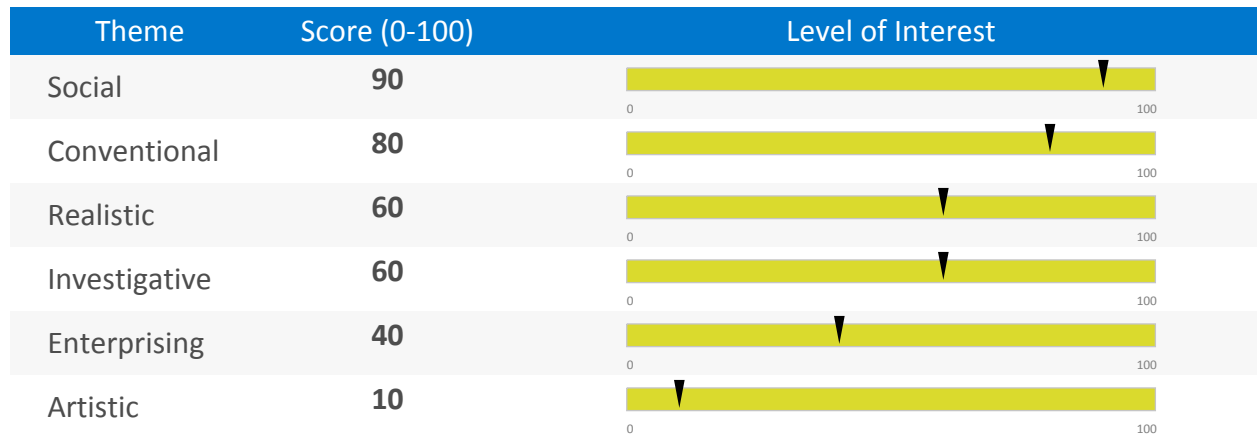 Theme Score (0-100) Level of Interest
Social 90
0 100
Conventional 80
0 100
Realistic 60
0 100
Investigative 60
0 100
Enterprising 40
0 100
Artistic 10
0 100